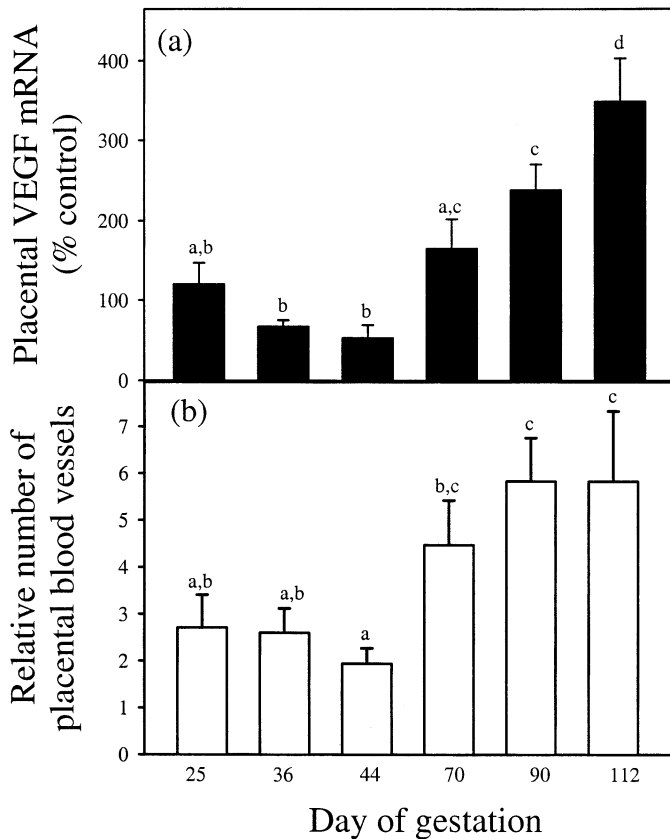 (a)
Placental VEGF mRNA
(% control)
400
300
200
100
0
a,b
b
b
a,c
c
d
(b)
Relative number of
placental blood vessels
7
6
5
4
3
2
1
0
a,b
a,b
a
b,c
c
c
25 36 44 70 90 112
Day of gestation